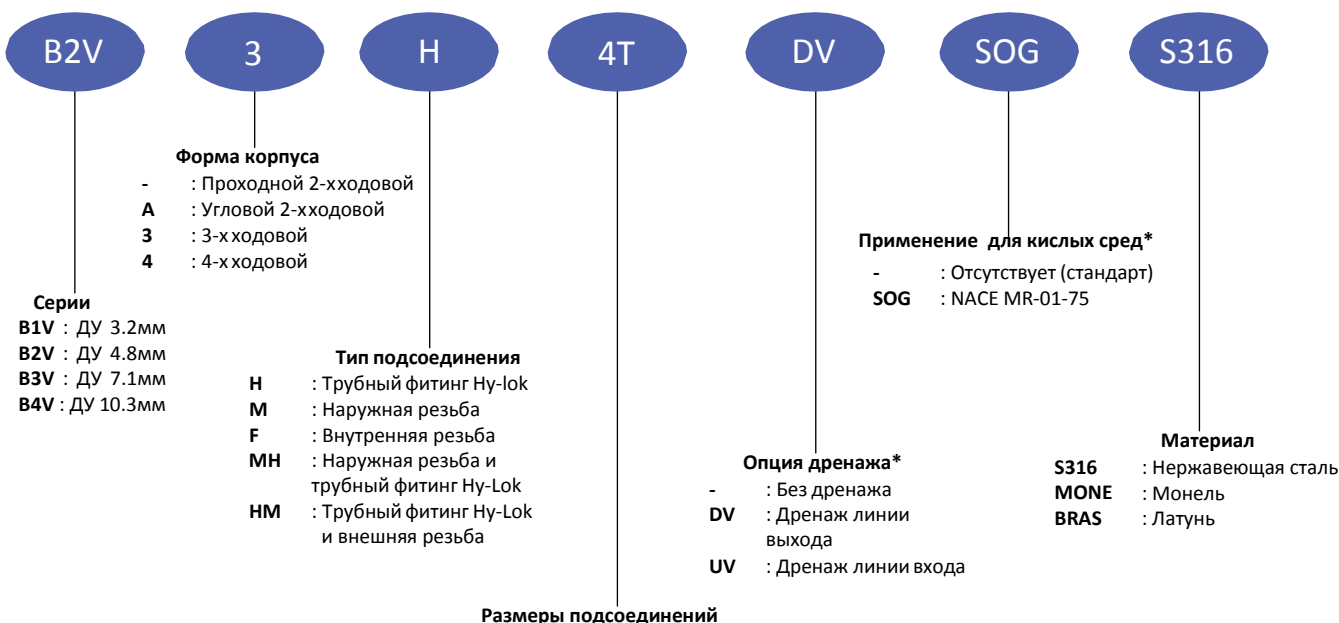 B2V 3 H 4T DV SOG S316
Форма корпуса
- : Проходной 2-х ходовой
A : Угловой 2-х ходовой
3 : 3-х ходовой
4 : 4-х ходовой
Применение для кислых сред*
- : Отсутствует (стандарт)
SOG : NACE MR-01-75
Серии
B1V : ДУ 3.2мм
B2V : ДУ 4.8мм
B3V : ДУ 7.1мм
B4V : ДУ 10.3мм
Тип подсоединения
H : Трубный фитинг Hy-lok
M : Наружная резьба
F : Внутренняя резьба
MH : Наружная резьба и
трубный фитинг Hy-Lok
HM : Трубный фитинг Hy-Lok
и внешняя резьба
Опция дренажа*
- : Без дренажа
DV : Дренаж линии
выхода
UV : Дренаж линии входа
Материал
S316 : Нержавеющая сталь
MONE : Монель
BRAS : Латунь
Размеры подсоединений